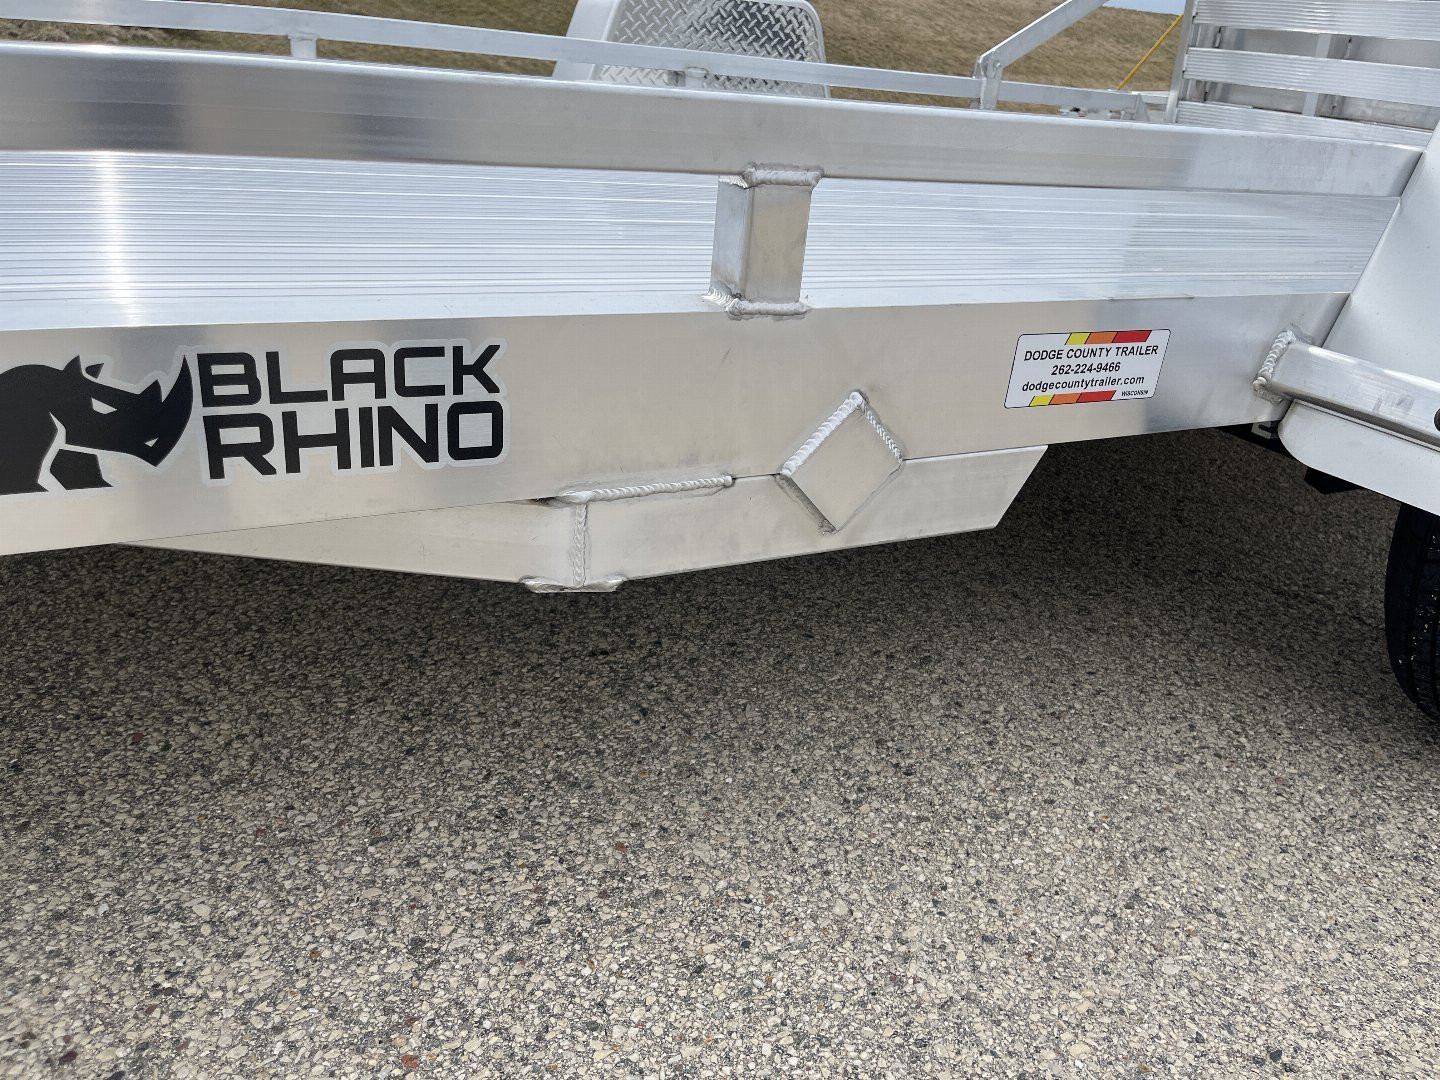 BLACK
RHINO
DODGE COUNTY TRAILER
262-224-9466
dodgecountytrailer.com
WISCONSIN